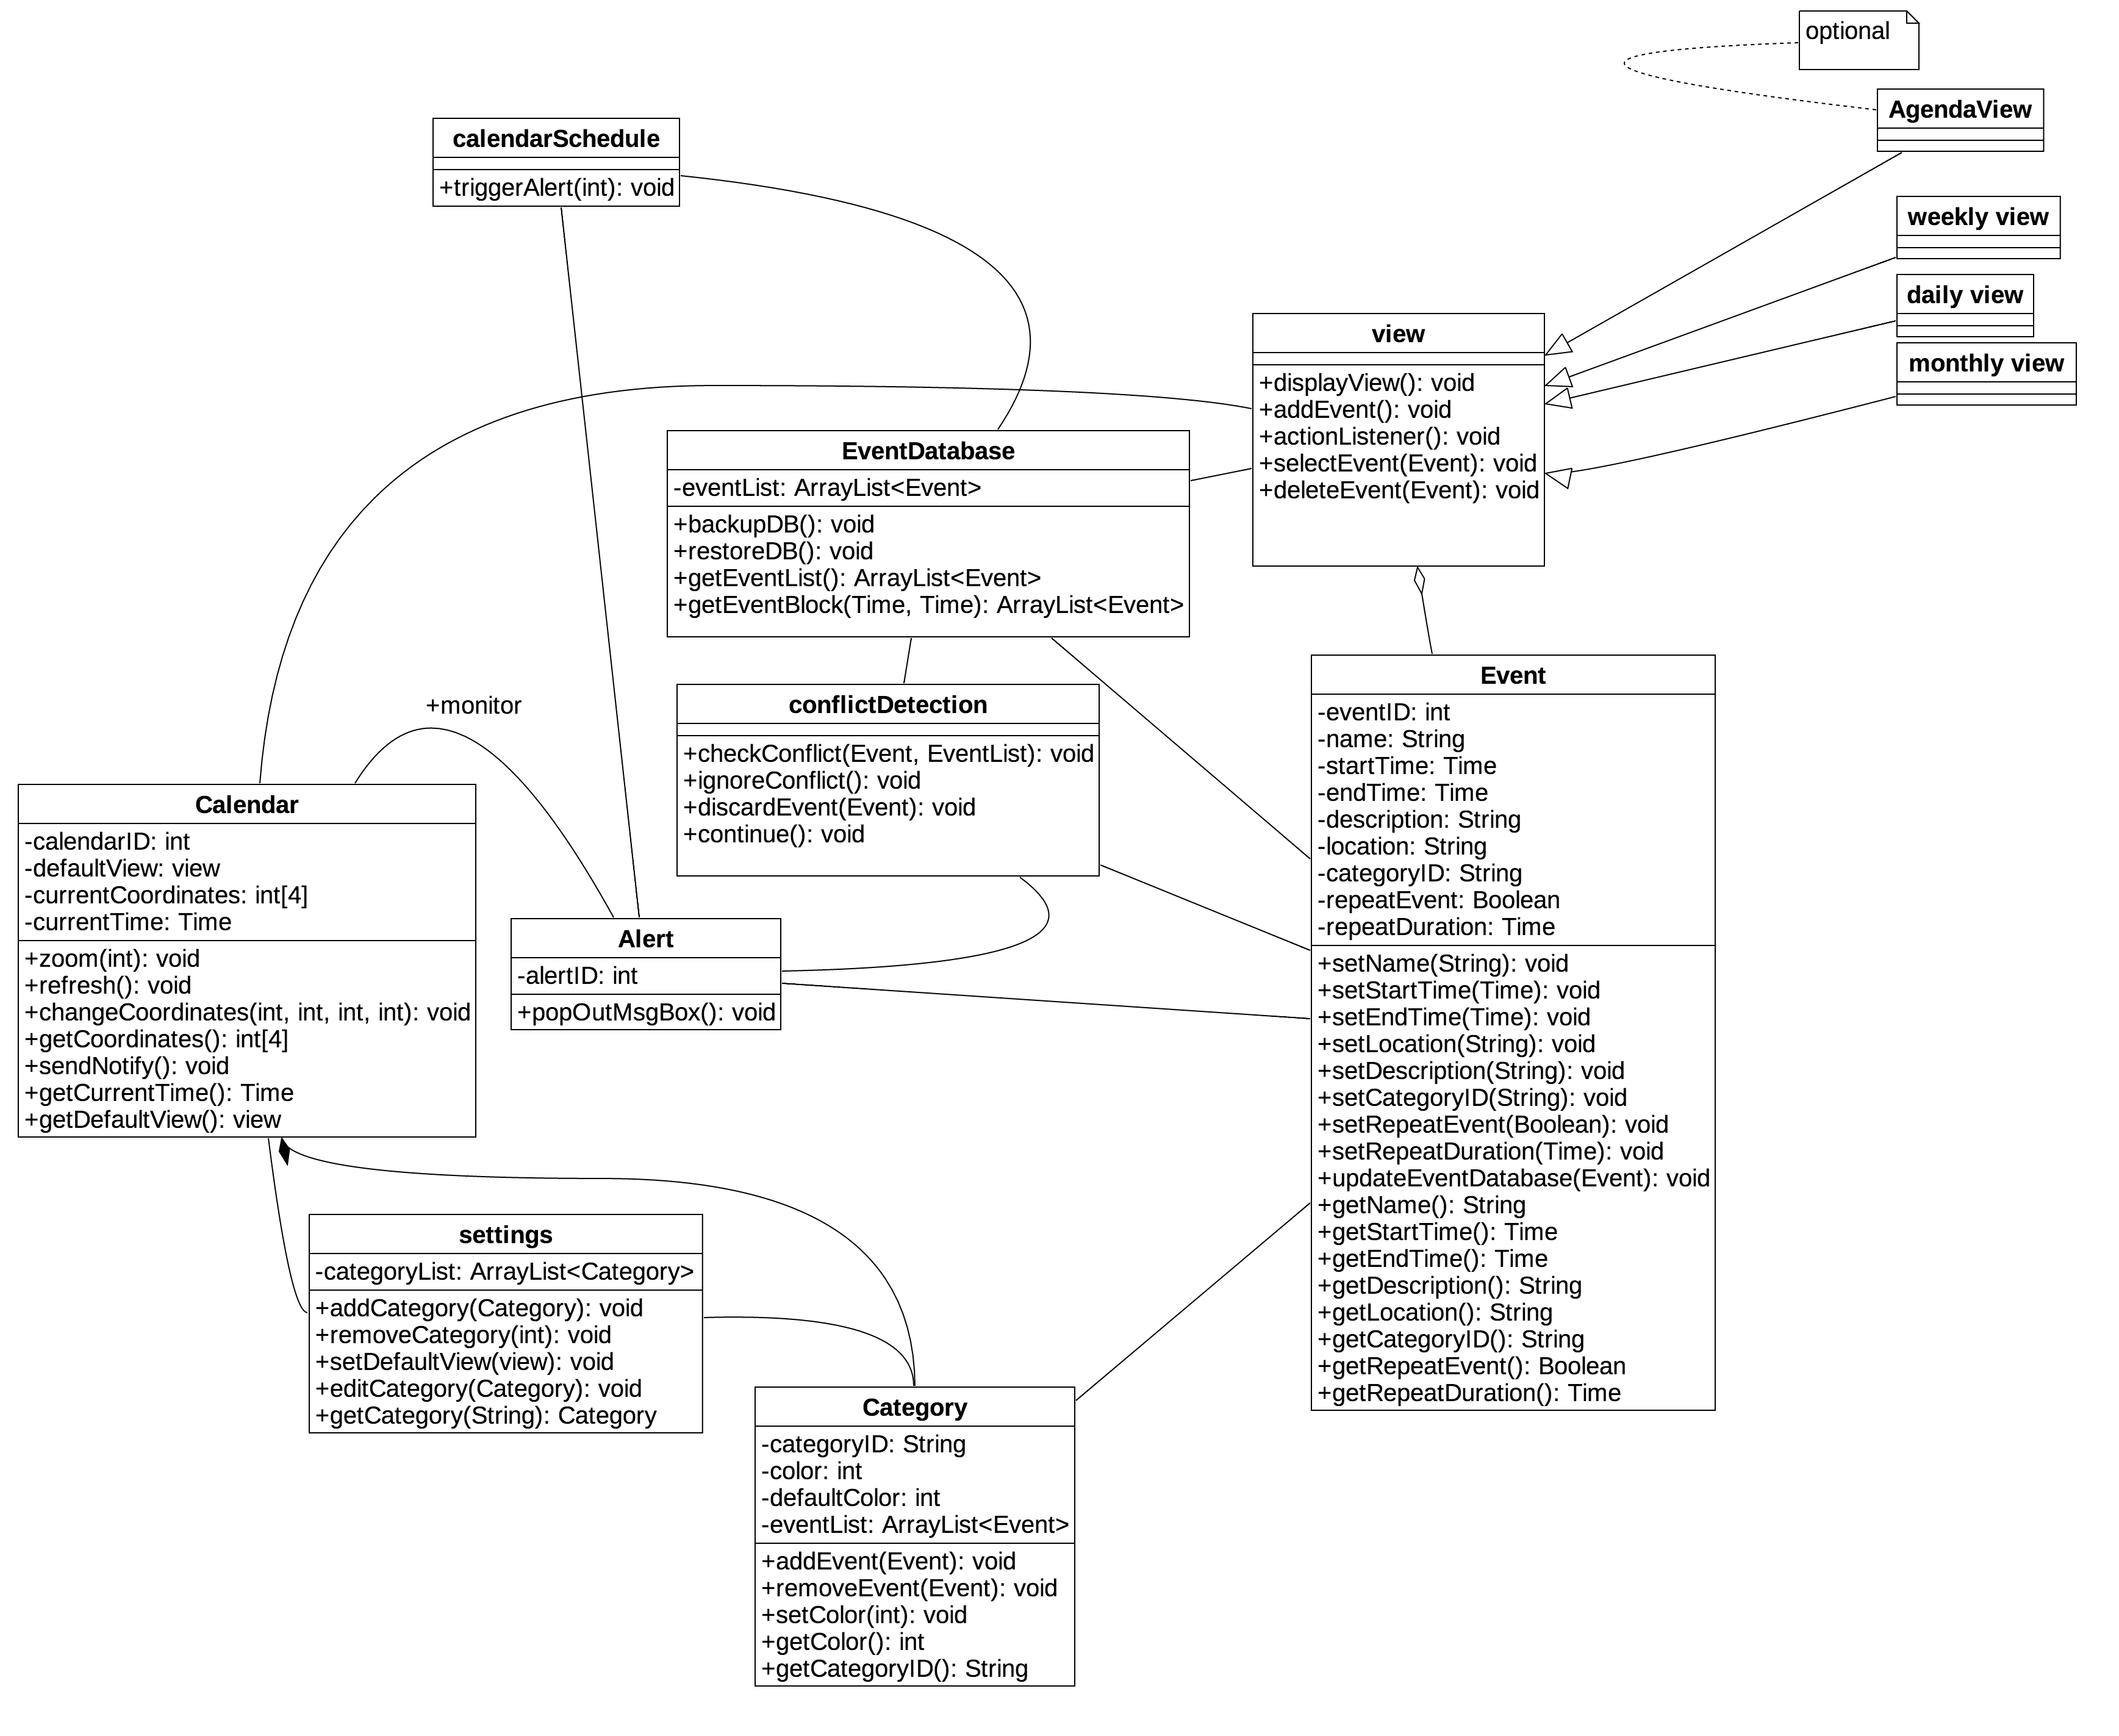 optional
AgendaView
calendarSchedule
+triggerAlert(int): void
weekly view
daily view
monthly view
view
+displayView(): void
+addEvent(): void
+actionListener(): void
+selectEvent(Event): void
+deleteEvent(Event): void
EventDatabase
-eventList: ArrayList<Event>
+backupDB(): void
+restoreDB(): void
+getEventList(): ArrayList<Event>
+getEventBlock(Time, Time): ArrayList<Event>
conflictDetection
+checkConflict(Event, EventList): void
+ignoreConflict(): void
+discardEvent(Event): void
+continue(): void
Event
-eventID: int
-name: String
-startTime: Time
-endTime: Time
-description: String
-location: String
-categoryID: String
-repeatEvent: Boolean
-repeatDuration: Time
+setName(String): void
+setStartTime(Time): void
+setEndTime(Time): void
+setLocation(String): void
+setDescription(String): void
+setCategoryID(String): void
+setRepeatEvent(Boolean): void
+setRepeatDuration(Time): void
+updateEventDatabase(Event): void
+getName(): String
+getStartTime(): Time
+getEndTime(): Time
+getDescription(): String
+getLocation(): String
+getCategoryID(): String
+getRepeatEvent(): Boolean
+getRepeatDuration(): Time
+monitor
Calendar
-calendarID: int
-defaultView: view
-currentCoordinates: int[4]
-currentTime: Time
+zoom(int): void
+refresh(): void
+changeCoordinates(int, int, int, int): void
+getCoordinates(): int[4]
+sendNotify(): void
+getCurrentTime(): Time
+getDefaultView(): view
Alert
-alertID: int
+popOutMsgBox(): void
settings
-categoryList: ArrayList<Category>
+addCategory(Category): void
+removeCategory(int): void
+setDefaultView(view): void
+editCategory(Category): void
+getCategory(String): Category
Category
-categoryID: String
-color: int
-defaultColor: int
-eventList: ArrayList<Event>
+addEvent(Event): void
+removeEvent(Event): void
+setColor(int): void
+getColor(): int
+getCategoryID(): String